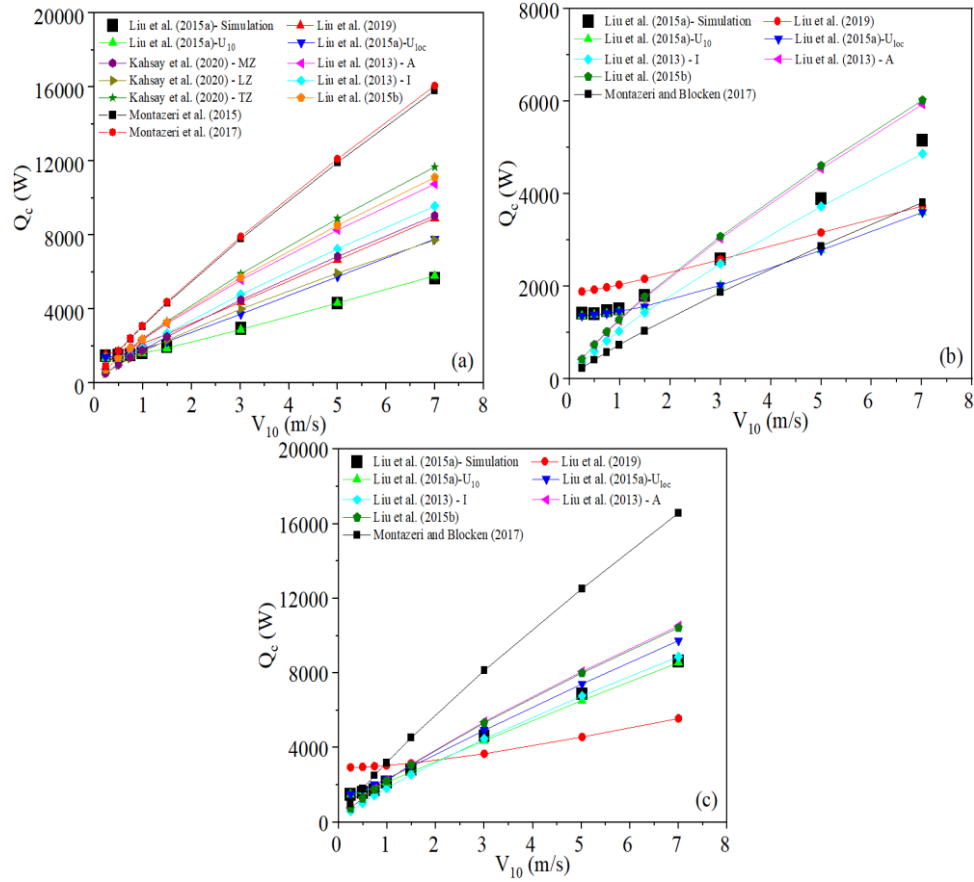 20000
16000
12000
8000
4000
0
Q_c (W)
Liu et al. (2015a)- Simulation
Liu et al. (2019)
Liu et al. (2015a)-U_10
Liu et al. (2015a)-U_loc
Kahsay et al. (2020) - MZ
Liu et al. (2013) - A
Kahsay et al. (2020) - LZ
Liu et al. (2013) - I
Kahsay et al. (2020) - TZ
Liu et al. (2015b)
Montazeri et al. (2015)
Montazeri et al. (2017)
(a)
0 1 2 3 4 5 6 7 8
V_10 (m/s)
8000
6000
4000
2000
0
Q_c (W)
Liu et al. (2015a)-Simulation
Liu et al. (2019)
Liu et al. (2015a)-U_10
Liu et al. (2015a)-U_loc
Liu et al. (2013) - I
Liu et al. (2013) - A
Liu et al. (2015b)
Montazeri and Blocken (2017)
(b)
0 1 2 3 4 5 6 7 8
V_10 (m/s)
20000
16000
12000
8000
4000
0
Q_c (W)
Liu et al. (2015a)- Simulation
Liu et al. (2019)
Liu et al. (2015a)-U_10
Liu et al. (2015a)-U_loc
Liu et al. (2013) - I
Liu et al. (2013) - A
Liu et al. (2015b)
Montazeri and Blocken (2017)
(c)
0 1 2 3 4 5 6 7 8
V_10 (m/s)